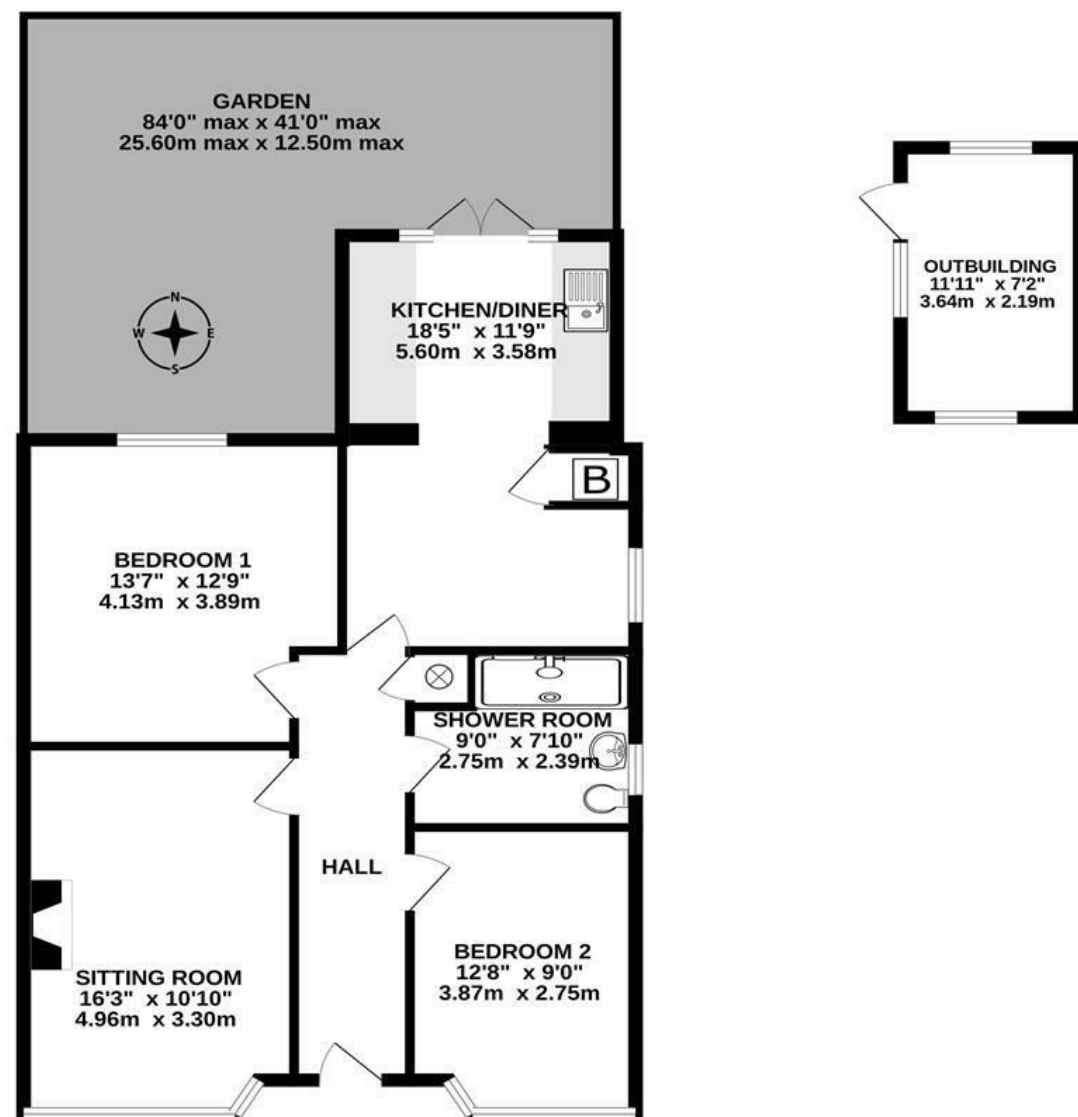 GARDEN
84'0" max x 41'0" max
25.60m max x 12.50m max
N
W E
S
KITCHEN/DINER
18'5" x 11'9"
5.60m x 3.58m
OUTBUILDING
11'11" x 7'2"
3.64m x 2.19m
B
BEDROOM 1
13'7" x 12'9"
4.13m x 3.89m
SHOWER ROOM
9'0" x 7'10"
2.75m x 2.39m
HALL
SITTING ROOM
16'3" x 10'10"
4.96m x 3.30m
BEDROOM 2
12'8" x 9'0"
3.87m x 2.75m